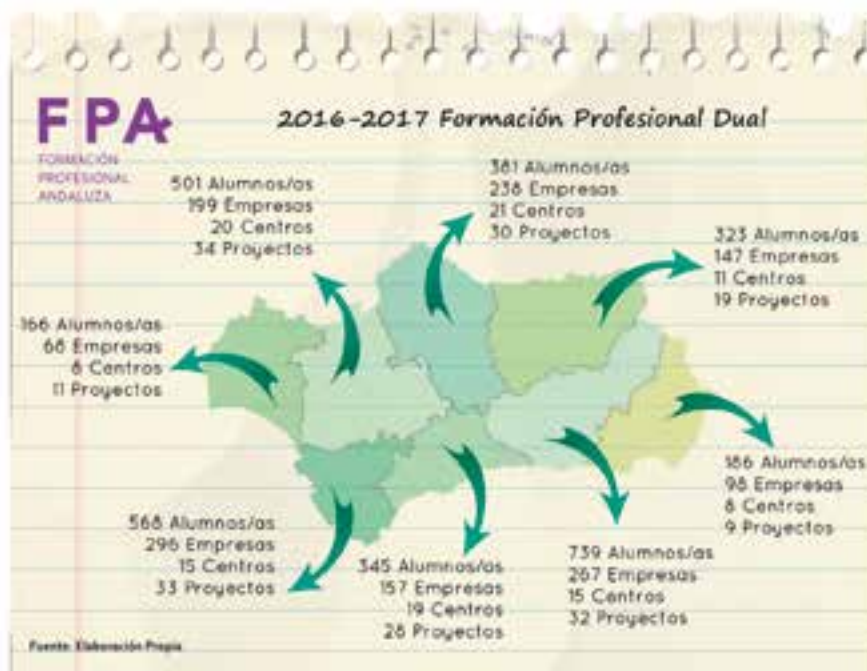 FPA
FORMACIÓN
PROFESIONAL
ANDALUZA
2016-2017 Formación Profesional Dual
501 Alumnos/as
199 Empresas
20 Centros
34 Proyectos
381 Alumnos/as
238 Empresas
21 Centros
30 Proyectos
323 Alumnos/as
147 Empresas
11 Centros
19 Proyectos
166 Alumnos/as
68 Empresas
8 Centros
11 Proyectos
186 Alumnos/as
98 Empresas
8 Centros
9 Proyectos
568 Alumnos/as
296 Empresas
15 Centros
33 Proyectos
345 Alumnos/as
157 Empresas
19 Centros
28 Proyectos
739 Alumnos/as
267 Empresas
15 Centros
32 Proyectos
Fuente: Elaboración Propia